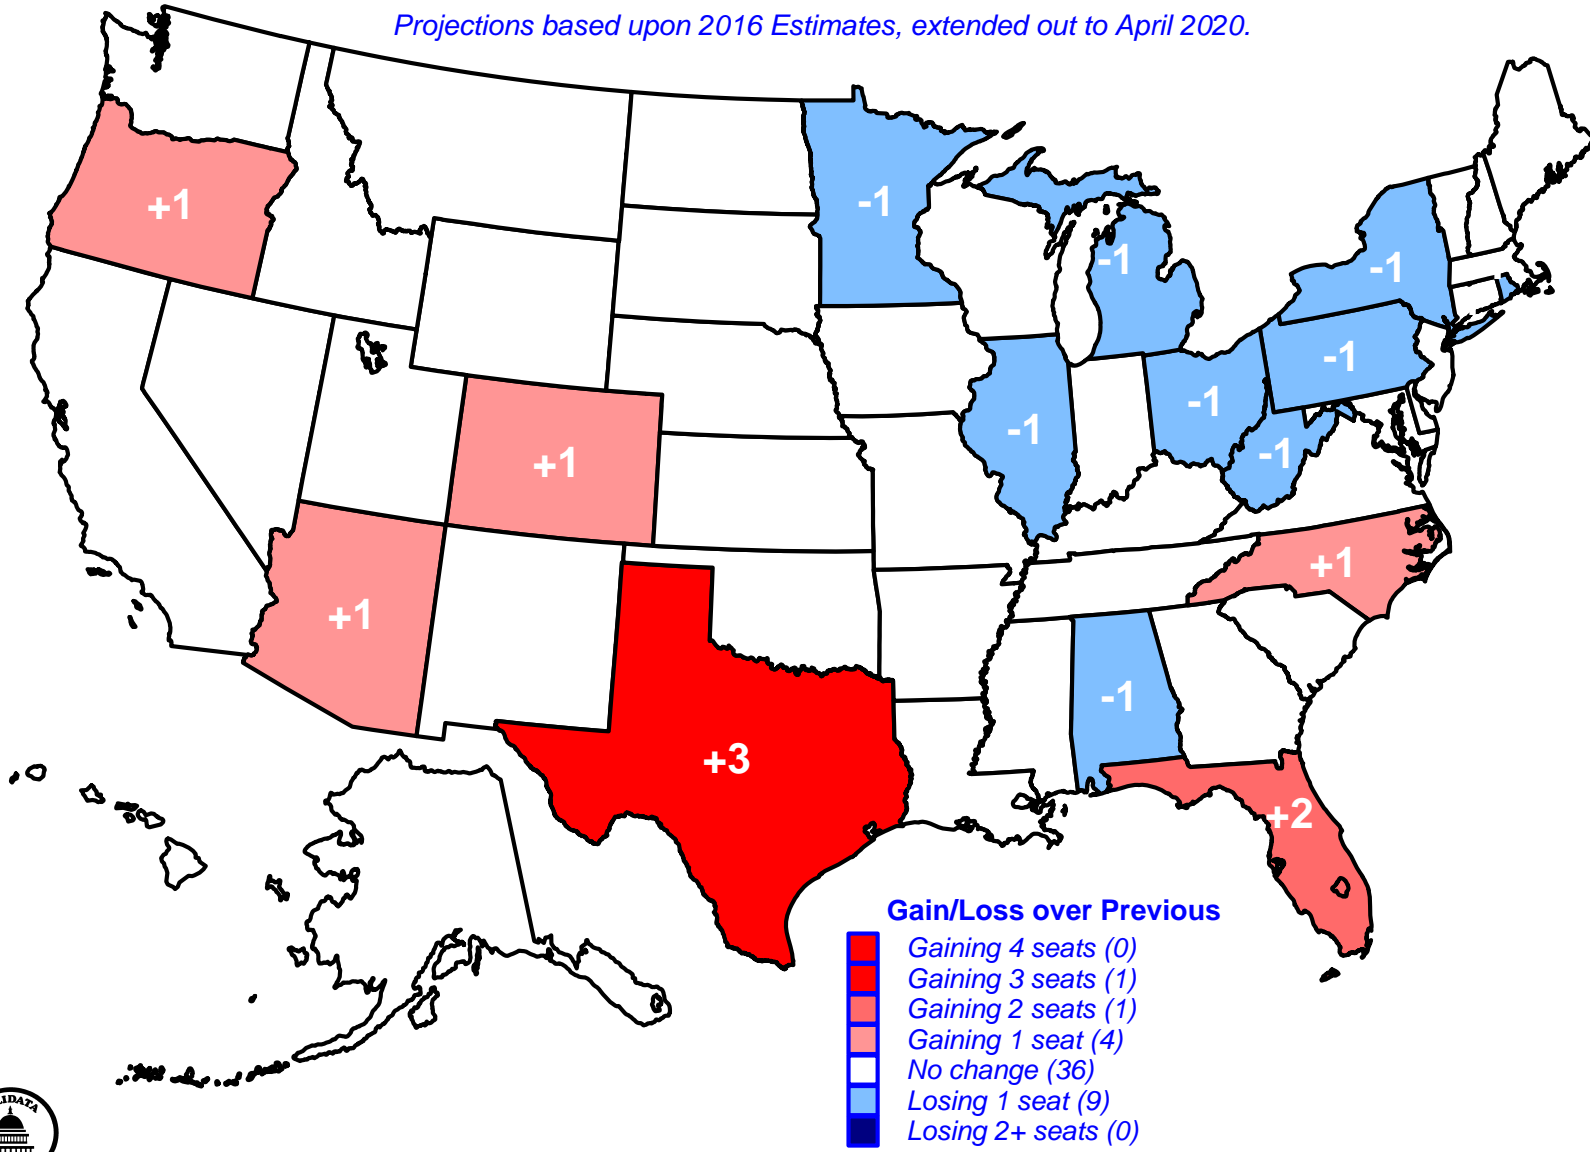 Projections based upon 2016 Estimates, extended out to April 2020.
+1
-1
-1
-1
-1
-1
-1
-1
+1
+1
+1
-1
+3
+2
Gain/Loss over Previous
Gaining 4 seats (0)
Gaining 3 seats (1)
Gaining 2 seats (1)
Gaining 1 seat (4)
No change (36)
Losing 1 seat (9)
Losing 2+ seats (0)
LIDATA